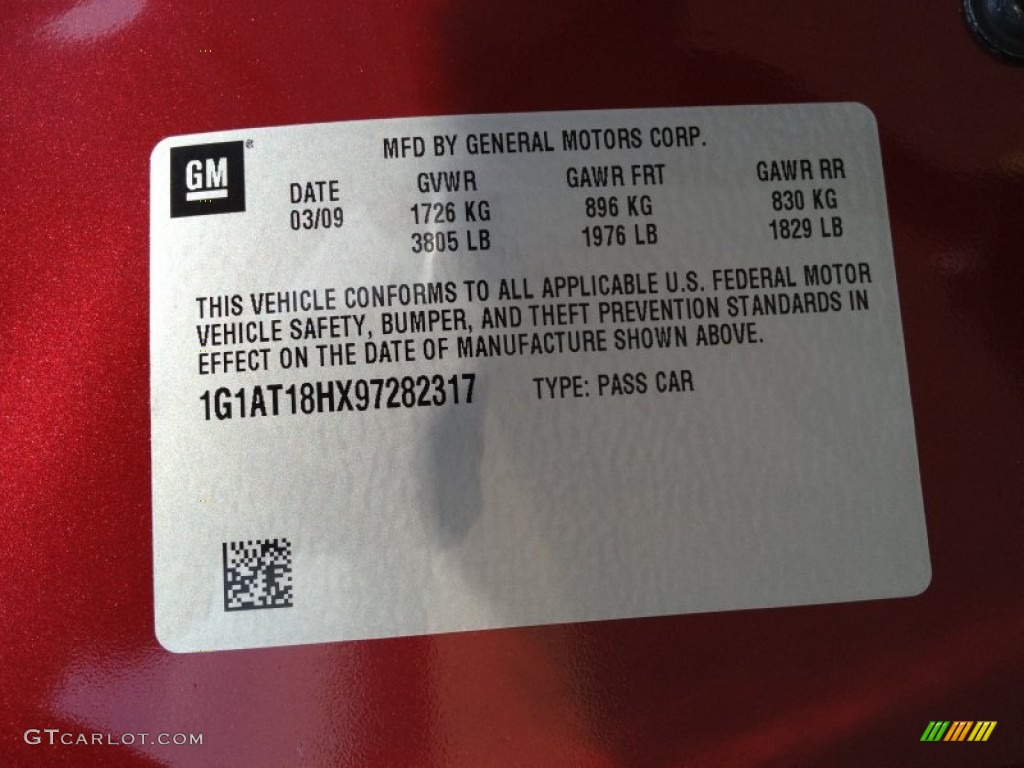 GM®
MFD BY GENERAL MOTORS CORP.
DATE GVWR GAWR FRT GAWR RR
03/09 1726 KG 896 KG 830 KG
3805 LB 1976 LB 1829 LB
THIS VEHICLE CONFORMS TO ALL APPLICABLE U.S. FEDERAL MOTOR
VEHICLE SAFETY, BUMPER, AND THEFT PREVENTION STANDARDS IN
EFFECT ON THE DATE OF MANUFACTURE SHOWN ABOVE.
1G1AT18HX97282317 TYPE: PASS CAR
GTCARLOT.COM